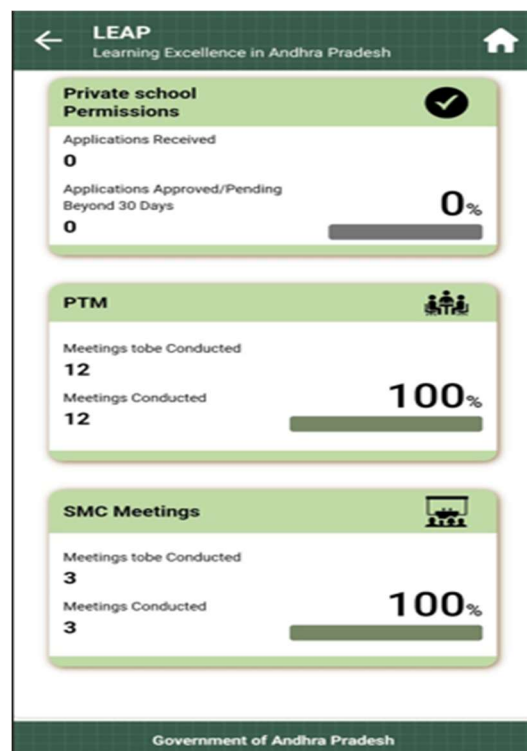 LEAP
Learning Excellence in Andhra Pradesh
Private school
Permissions
Applications Received
0
Applications Approved/Pending
Beyond 30 Days
0
0%
PTM
Meetings tobe Conducted
12
Meetings Conducted
12
100%
SMC Meetings
Meetings tobe Conducted
3
Meetings Conducted
3
100%
Government of Andhra Pradesh